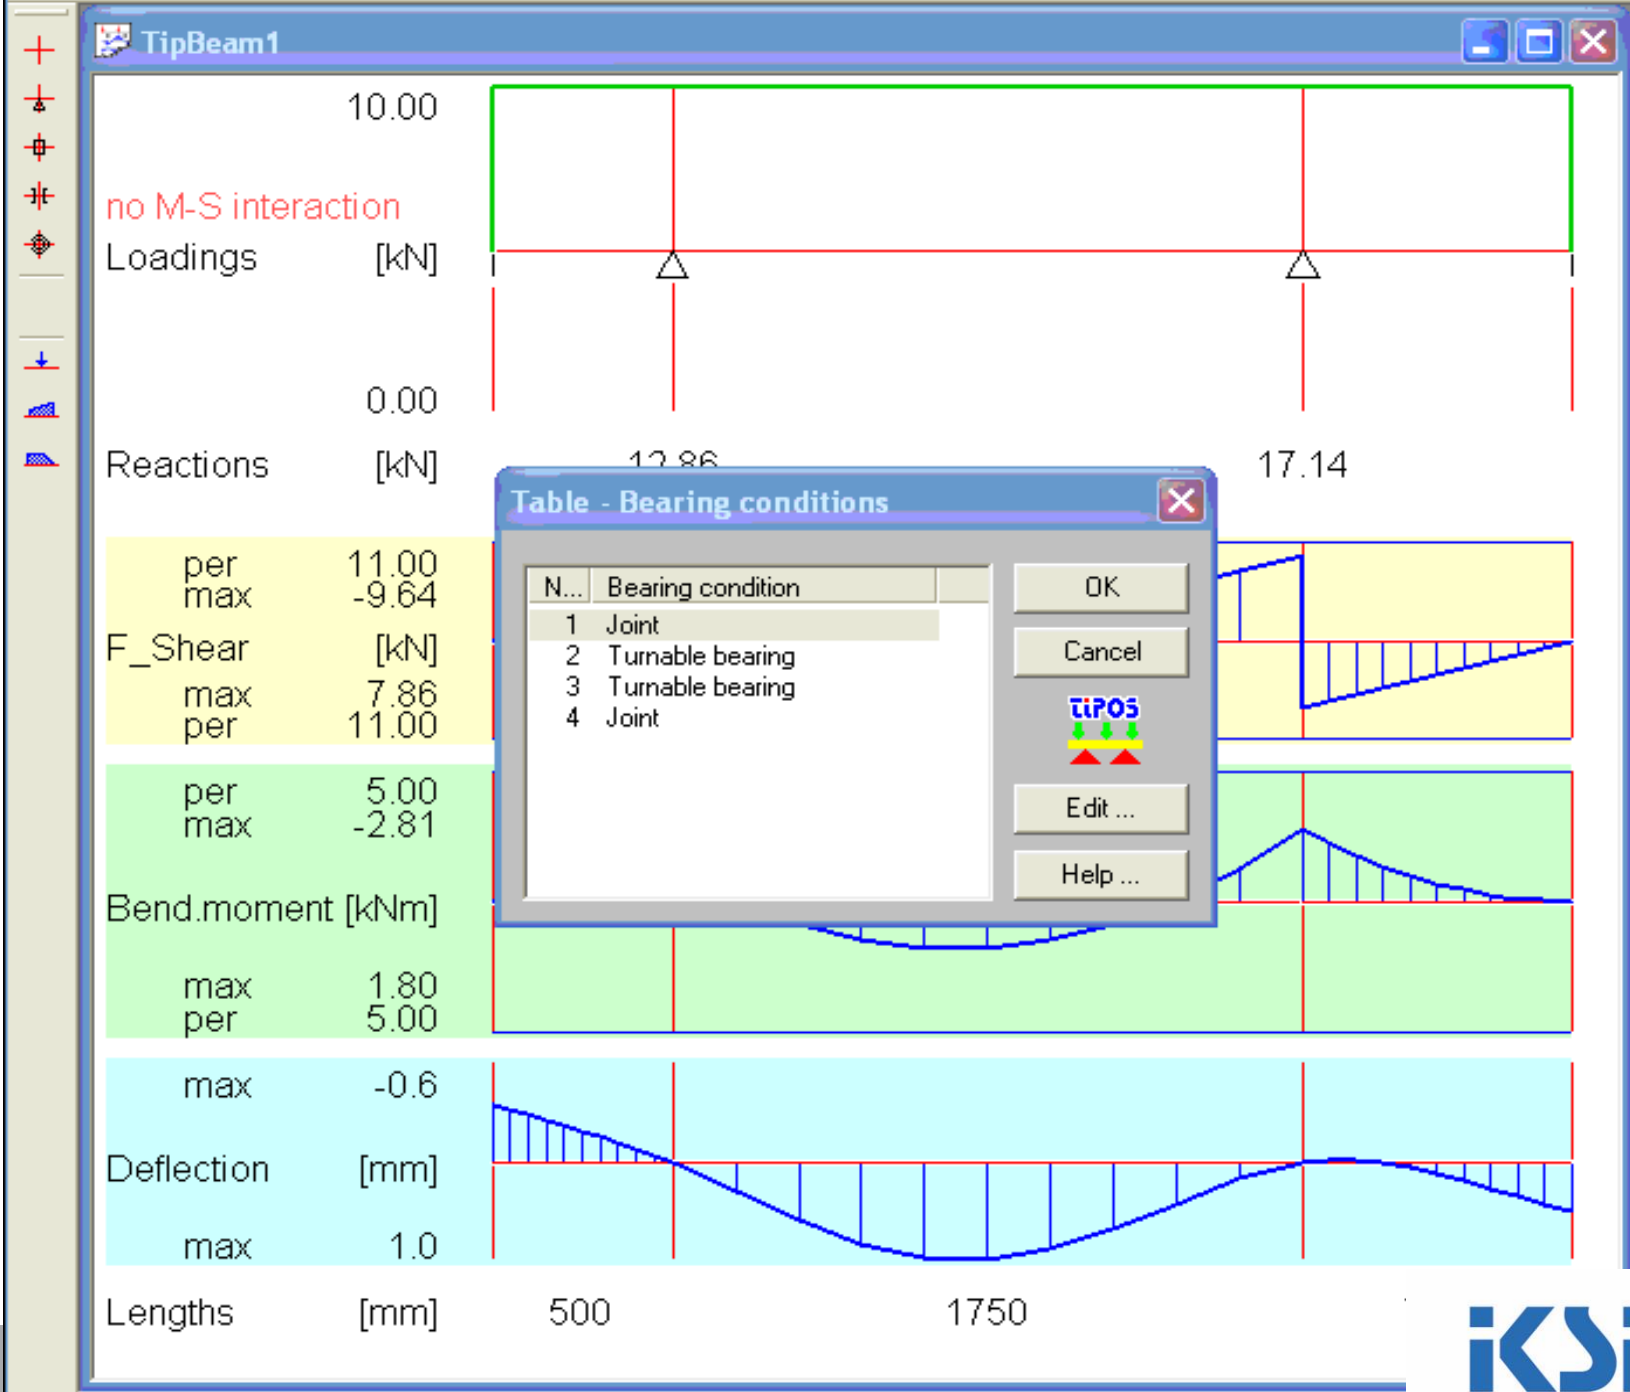 TipBeam1
10.00
no M-S interaction
Loadings [kN]
0.00
Reactions [kN] 12.86 17.14
Table - Bearing conditions
N... Bearing condition
1 Joint
2 Turnable bearing
3 Turnable bearing
4 Joint
OK
Cancel
TiPOS
Edit ...
Help ...
per 11.00
max -9.64
F_Shear [kN]
max 7.86
per 11.00
per 5.00
max -2.81
Bend.moment [kNm]
max 1.80
per 5.00
max -0.6
Deflection [mm]
max 1.0
Lengths [mm] 500 1750